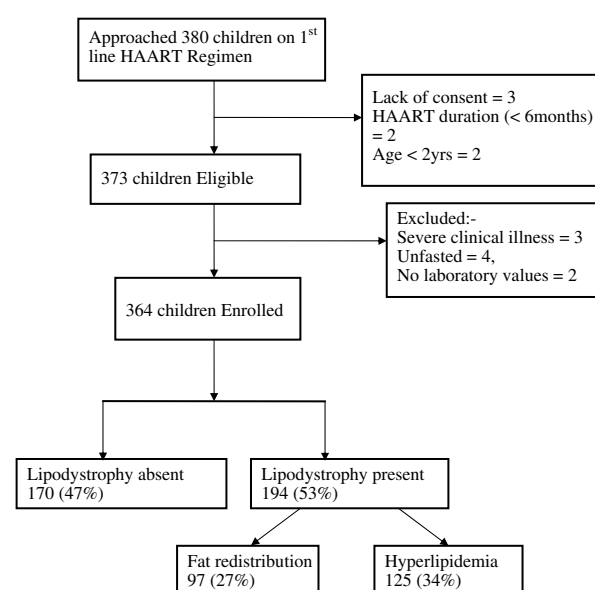 Approached 380 children on 1st
line HAART Regimen
Lack of consent = 3
HAART duration (< 6months)
= 2
Age < 2yrs = 2
373 children Eligible
Excluded:-
Severe clinical illness = 3
Unfasted = 4,
No laboratory values = 2
364 children Enrolled
Lipodystrophy absent
170 (47%)
Lipodystrophy present
194 (53%)
Fat redistribution
97 (27%)
Hyperlipidemia
125 (34%)